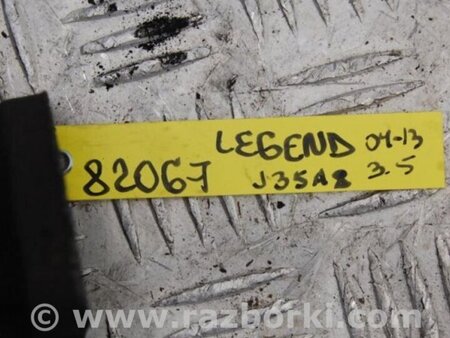 LEGEND 04-13
82067 J35A8 3.5
© www.razborki.com